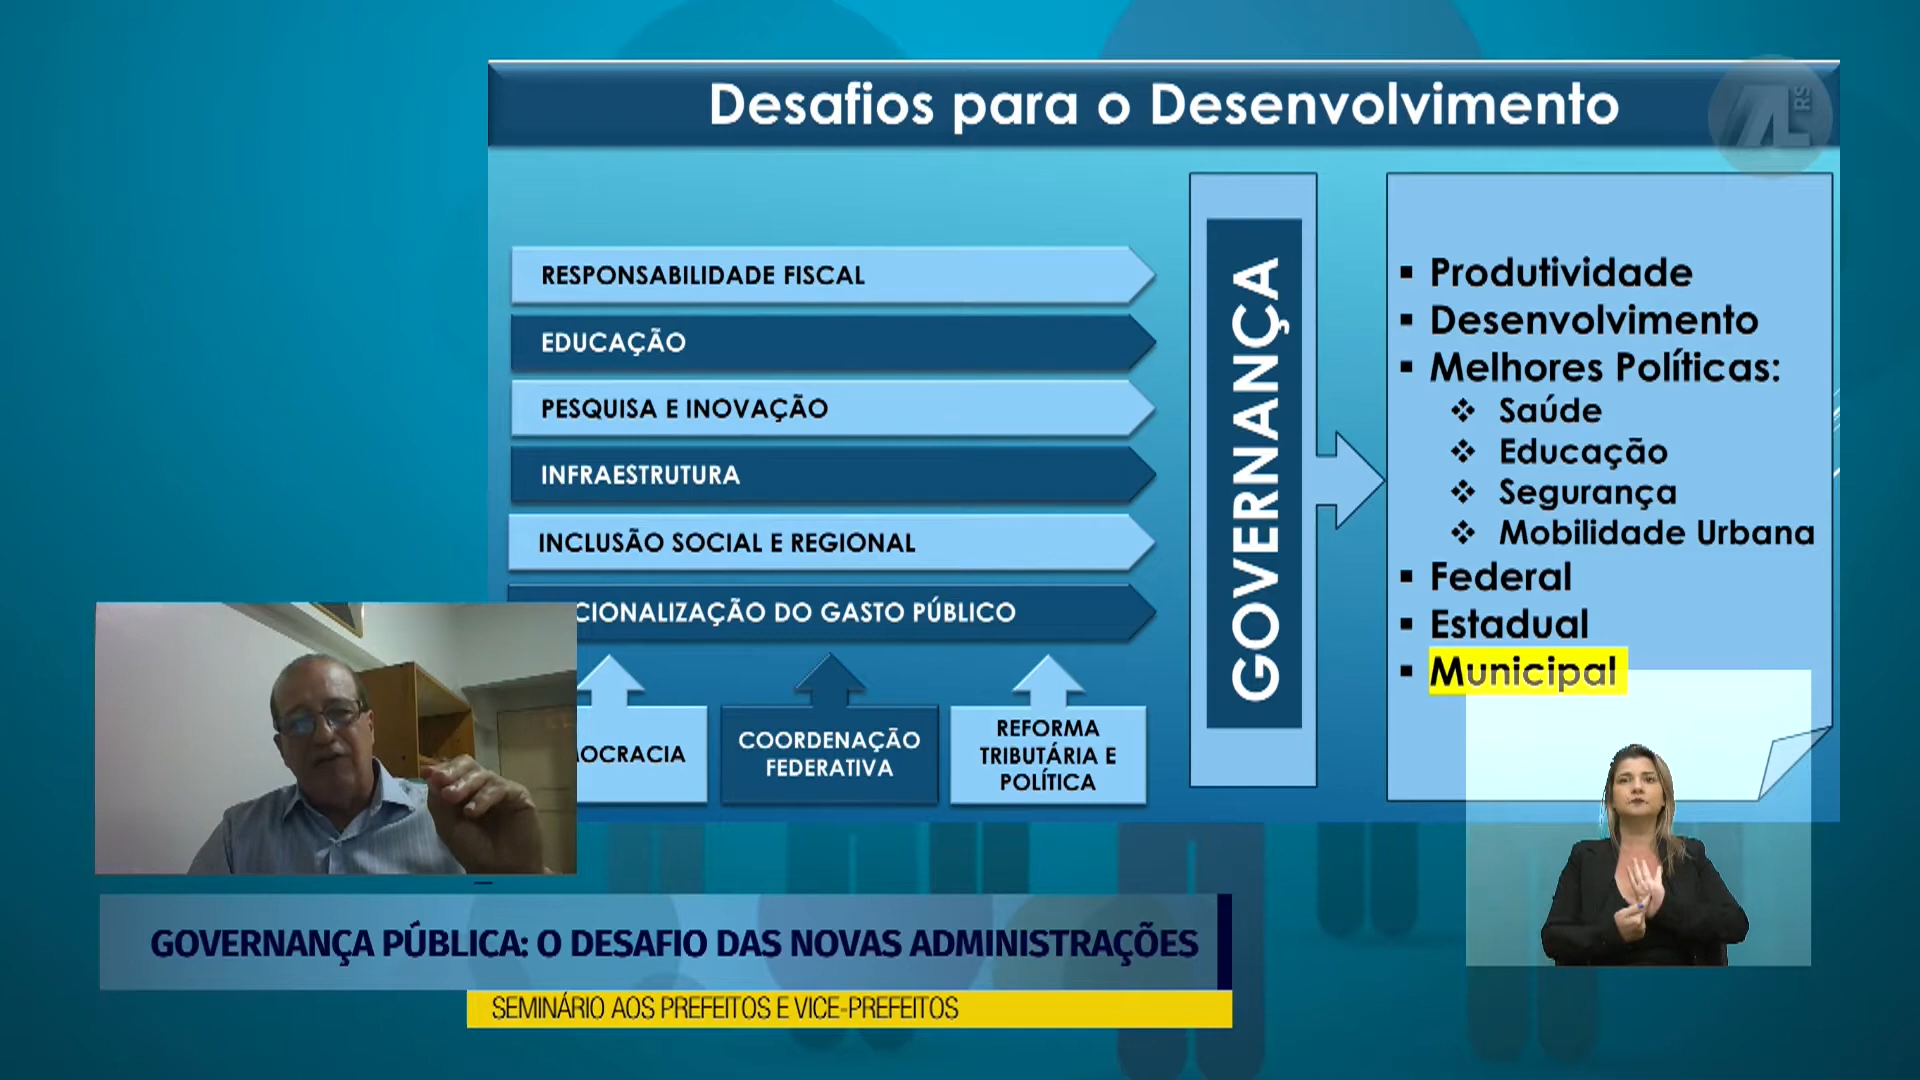 Desafios para o Desenvolvimento
ALRS
RESPONSABILIDADE FISCAL
EDUCAÇÃO
PESQUISA E INOVAÇÃO
INFRAESTRUTURA
INCLUSÃO SOCIAL E REGIONAL
CIONALIZAÇÃO DO GASTO PÚBLICO
OCRACIA
COORDENAÇÃO
FEDERATIVA
REFORMA
TRIBUTÁRIA E
POLÍTICA
GOVERNANÇA
▪ Produtividade
▪ Desenvolvimento
▪ Melhores Políticas:
❖ Saúde
❖ Educação
❖ Segurança
❖ Mobilidade Urbana
▪ Federal
▪ Estadual
▪ Municipal
GOVERNANÇA PÚBLICA: O DESAFIO DAS NOVAS ADMINISTRAÇÕES
SEMINÁRIO AOS PREFEITOS E VICE-PREFEITOS